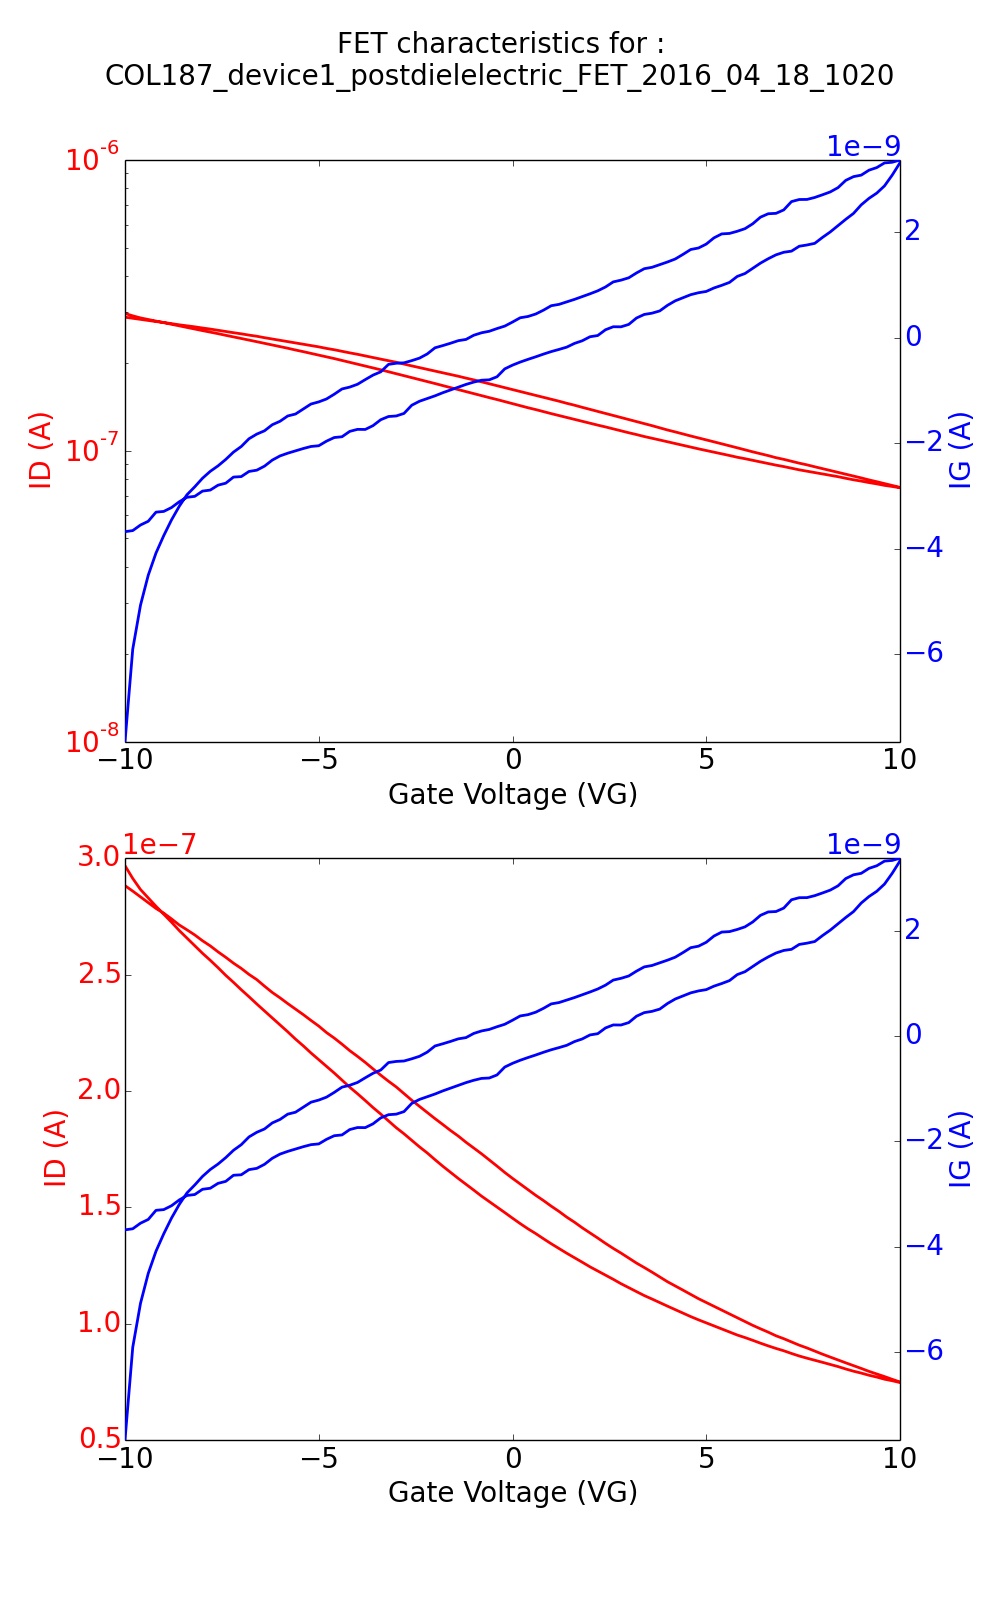 FET characteristics for :
COL187_device1_postdielelectric_FET_2016_04_18_1020
1e−9
10-6
10-7
10-8
ID (A)
2
0
−2
−4
−6
IG (A)
−10 −5 0 5 10
Gate Voltage (VG)
1e−7
1e−9
3.0
2.5
2.0
1.5
1.0
0.5
ID (A)
2
0
−2
−4
−6
IG (A)
−10 −5 0 5 10
Gate Voltage (VG)